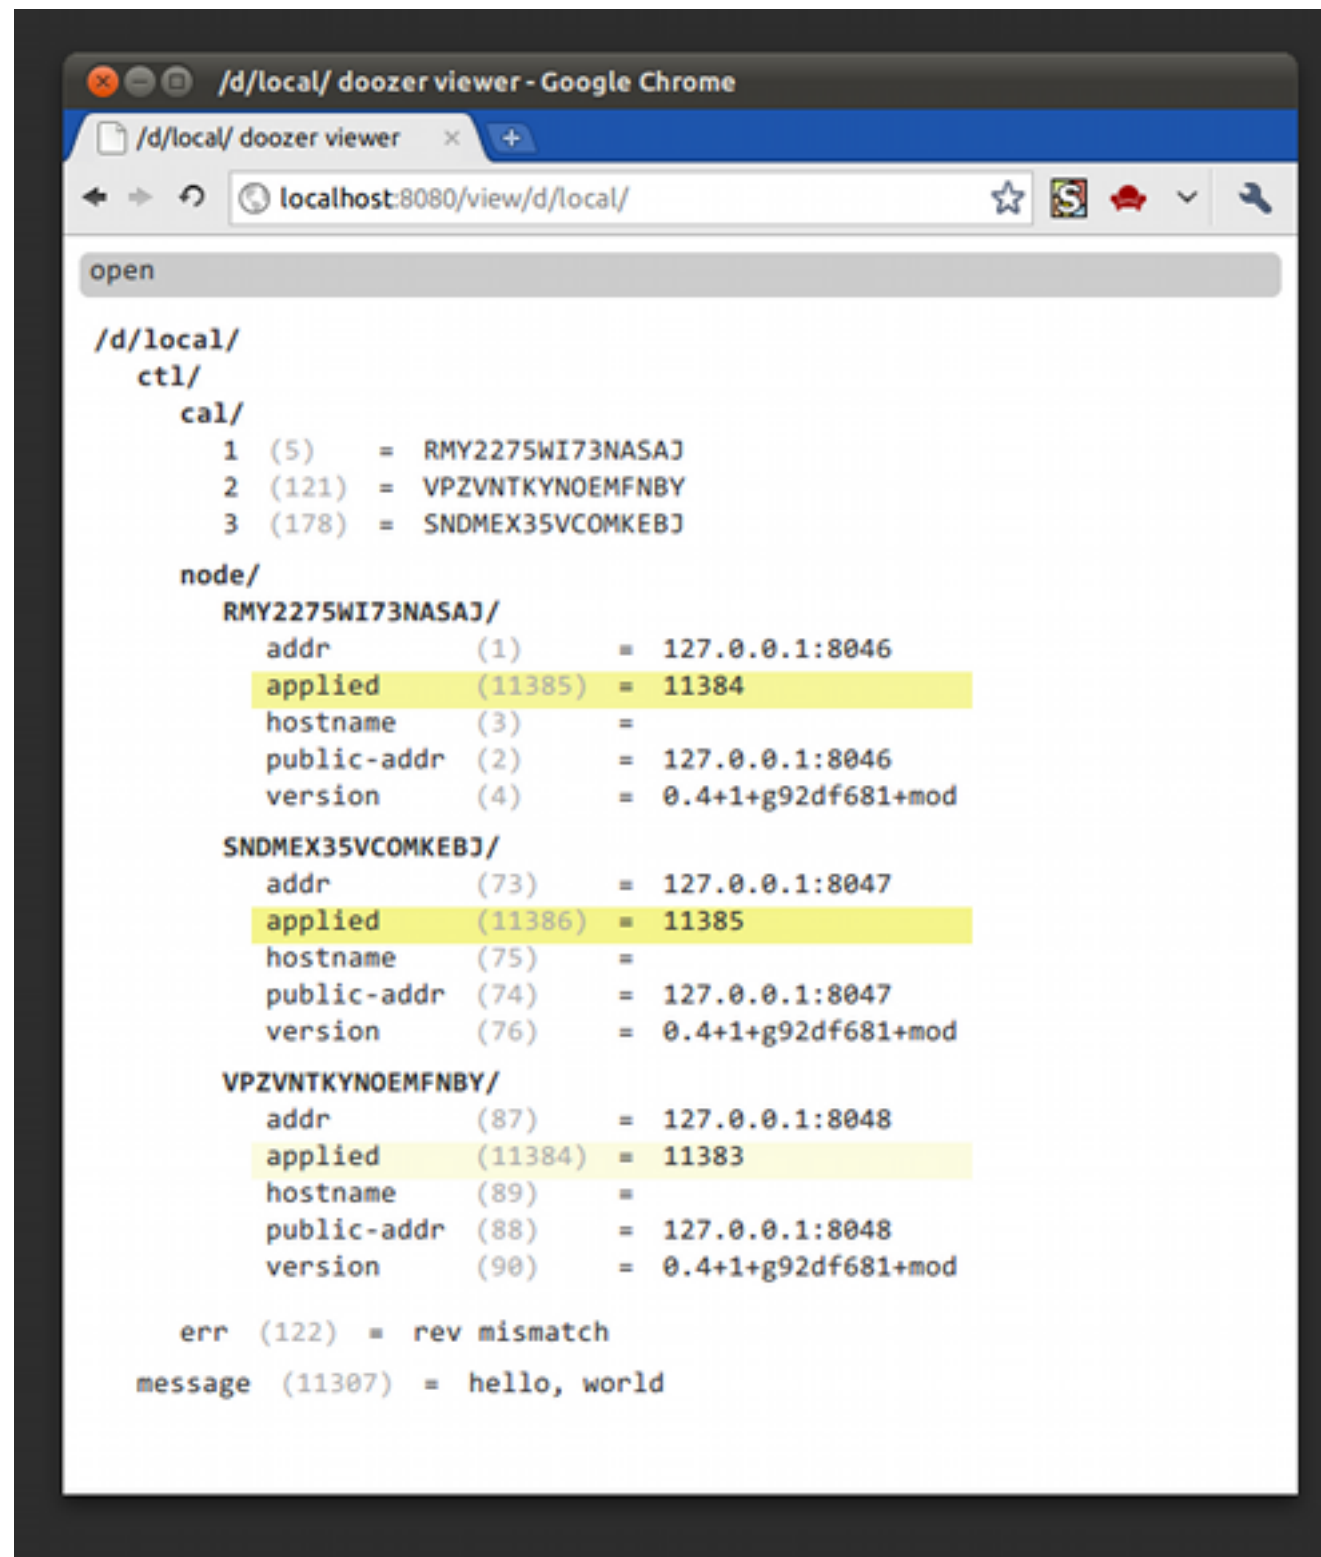 /d/local/ doozer viewer - Google Chrome
/d/local/ doozer viewer
localhost:8080/view/d/local/
S
open
/d/local/
ctl/
cal/
1 (5) = RMY2275WI73NASAJ
2 (121) = VPZVNTKYNOEMFNBY
3 (178) = SNDMEX35VCOMKEBJ
node/
RMY2275WI73NASAJ/
addr (1) = 127.0.0.1:8046
applied (11385) = 11384
hostname (3) =
public-addr (2) = 127.0.0.1:8046
version (4) = 0.4+1+g92df681+mod
SNDMEX35VCOMKEBJ/
addr (73) = 127.0.0.1:8047
applied (11386) = 11385
hostname (75) =
public-addr (74) = 127.0.0.1:8047
version (76) = 0.4+1+g92df681+mod
VPZVNTKYNOEMFNBY/
addr (87) = 127.0.0.1:8048
applied (11384) = 11383
hostname (89) =
public-addr (88) = 127.0.0.1:8048
version (90) = 0.4+1+g92df681+mod
err (122) = rev mismatch
message (11307) = hello, world